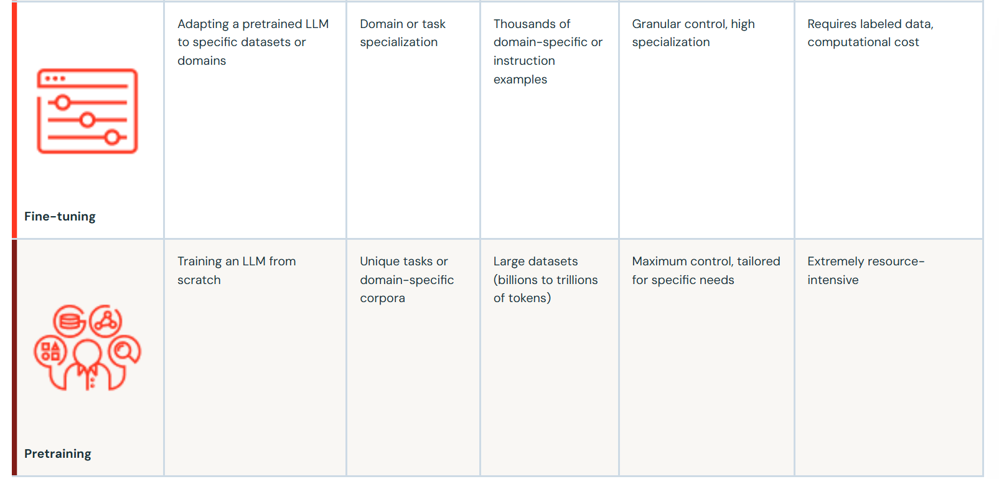 Adapting a pretrained LLM
to specific datasets or
domains
Domain or task
specialization
Thousands of
domain-specific or
instruction
examples
Granular control, high
specialization
Requires labeled data,
computational cost
Fine-tuning
Training an LLM from
scratch
Unique tasks or
domain-specific
corpora
Large datasets
(billions to trillions
of tokens)
Maximum control, tailored
for specific needs
Extremely resource-
intensive
Pretraining